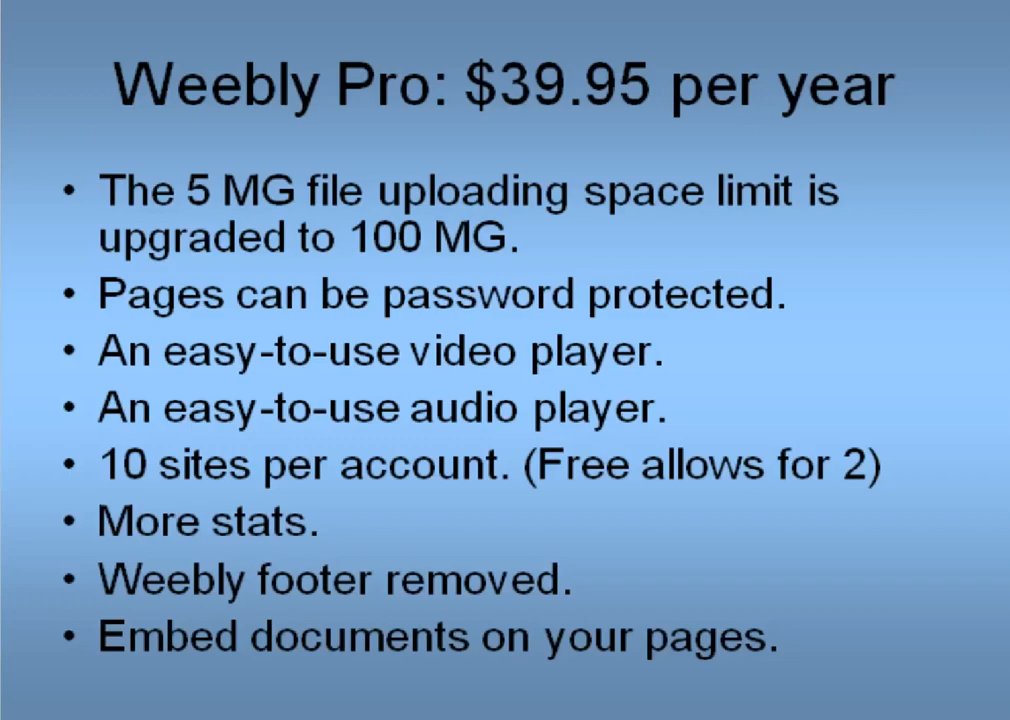 Weebly Pro: $39.95 per year
• The 5 MG file uploading space limit is
upgraded to 100 MG.
• Pages can be password protected.
• An easy-to-use video player.
• An easy-to-use audio player.
• 10 sites per account. (Free allows for 2)
• More stats.
• Weebly footer removed.
• Embed documents on your pages.